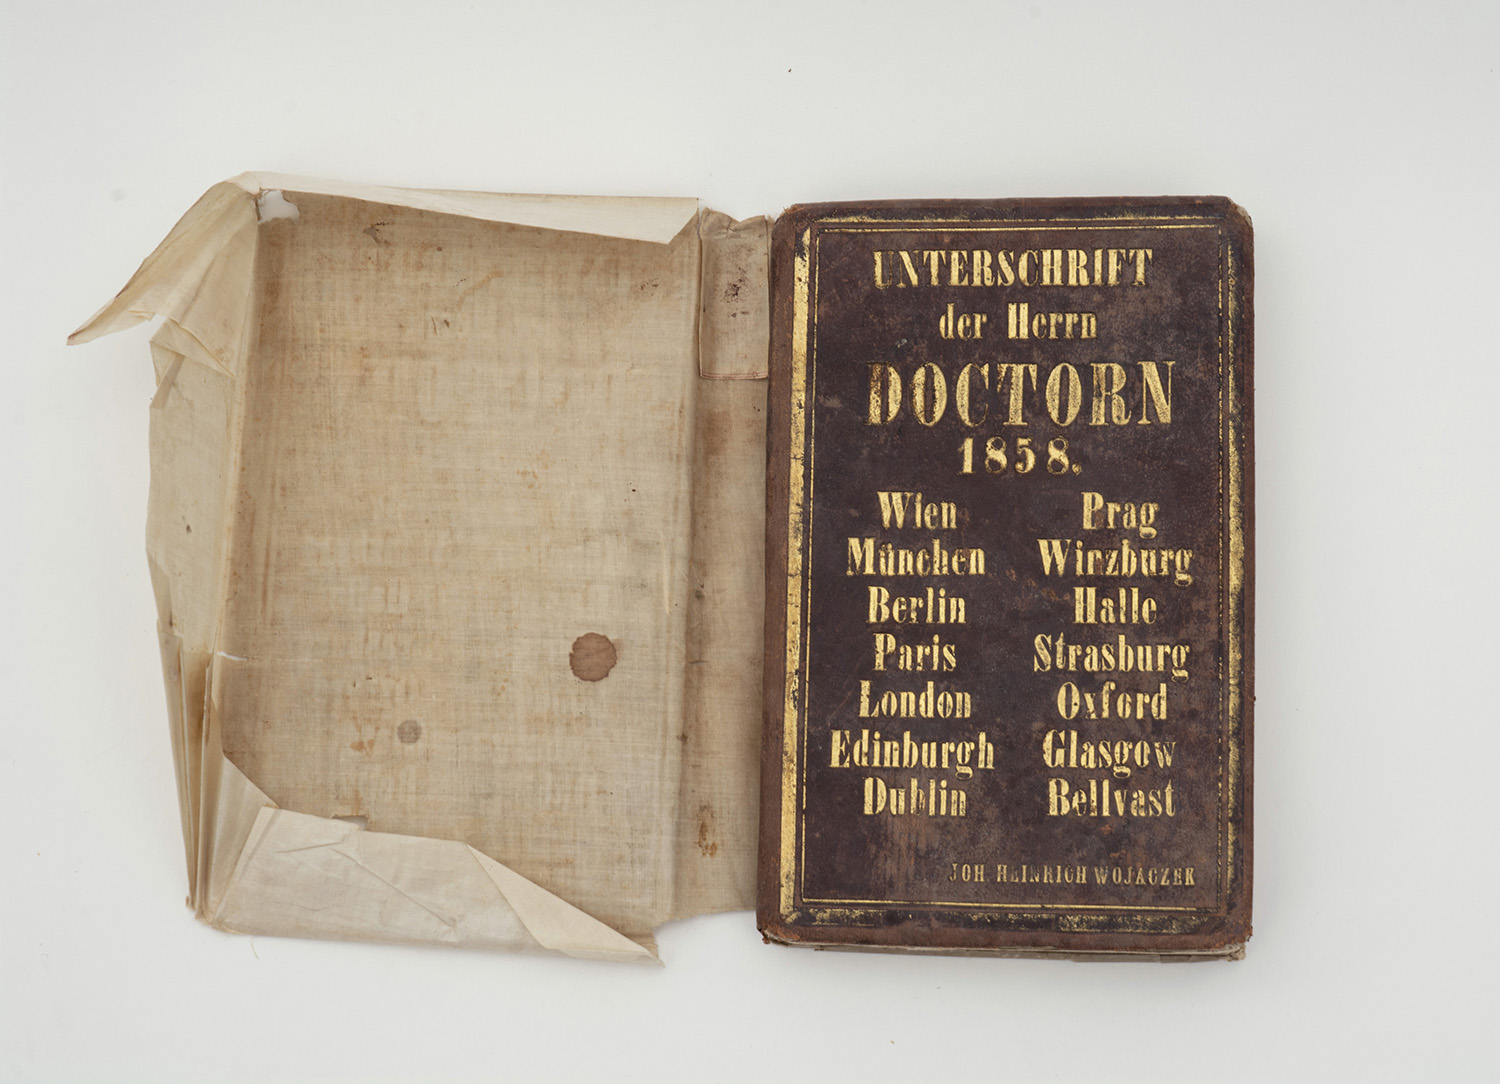 UNTERSCHRIFT
der Herrn
DOCTORN
1858.
Wien Prag
München Wirzburg
Berlin Halle
Paris Strasburg
London Oxford
Edinburgh Glasgow
Dublin Bellvast
JOH. HEINRICH WOJACZEK